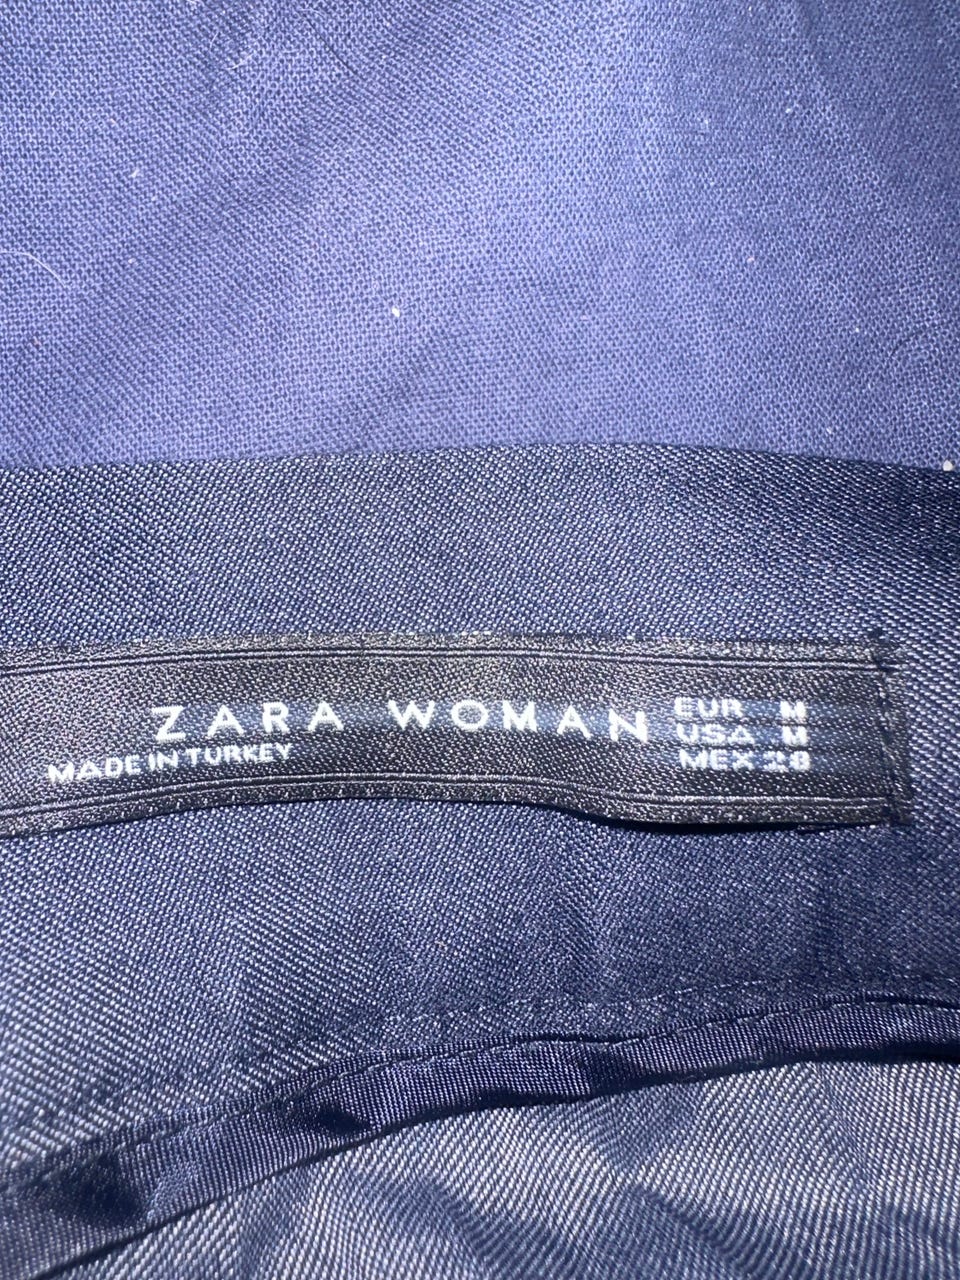 ZARA WOMAN
MADE IN TURKEY
EUR M
USA M
MEX 28